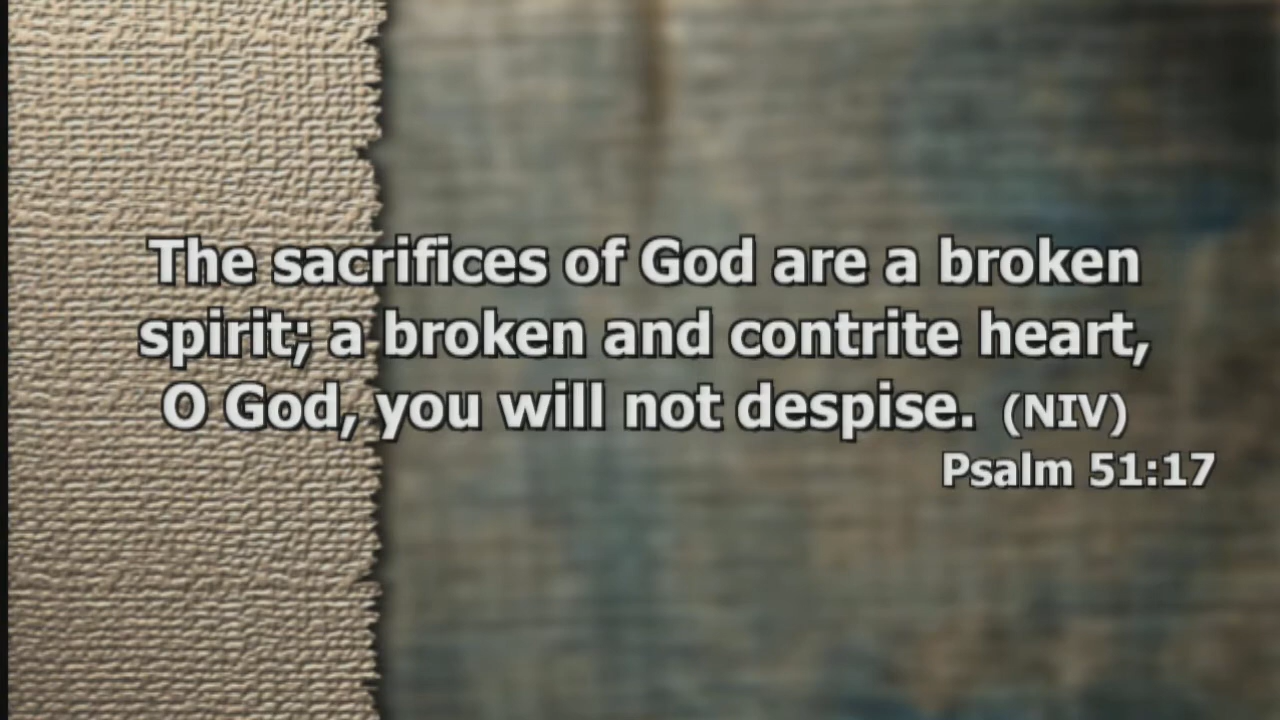 The sacrifices of God are a broken
spirit; a broken and contrite heart,
O God, you will not despise. (NIV)
Psalm 51:17